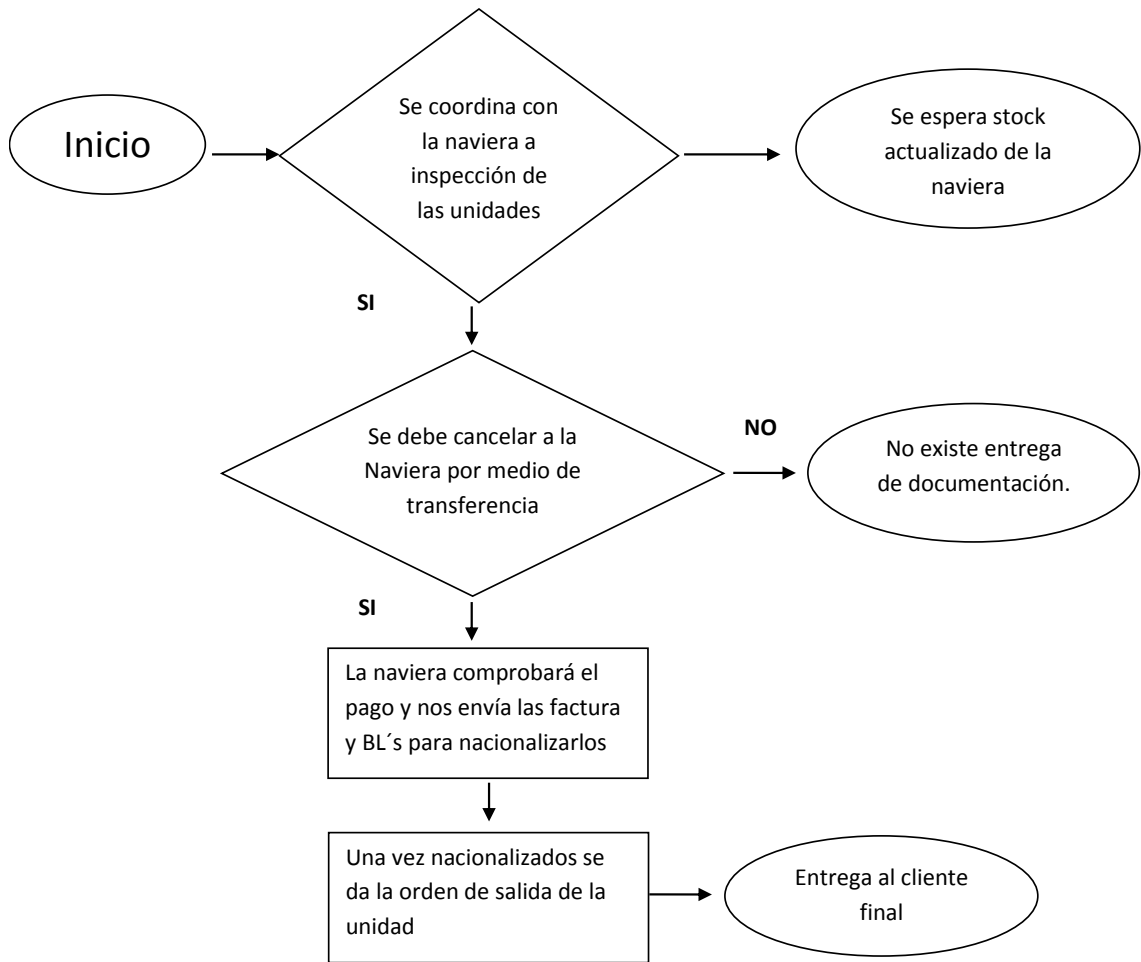 Inicio
Se coordina con
la naviera a
inspección de
las unidades
Se espera stock
actualizado de la
naviera
SI
Se debe cancelar a la
Naviera por medio de
transferencia
NO
No existe entrega
de documentación.
SI
La naviera comprobará el
pago y nos envía las factura
y BL´s para nacionalizarlos
Una vez nacionalizados se
da la orden de salida de la
unidad
Entrega al cliente
final